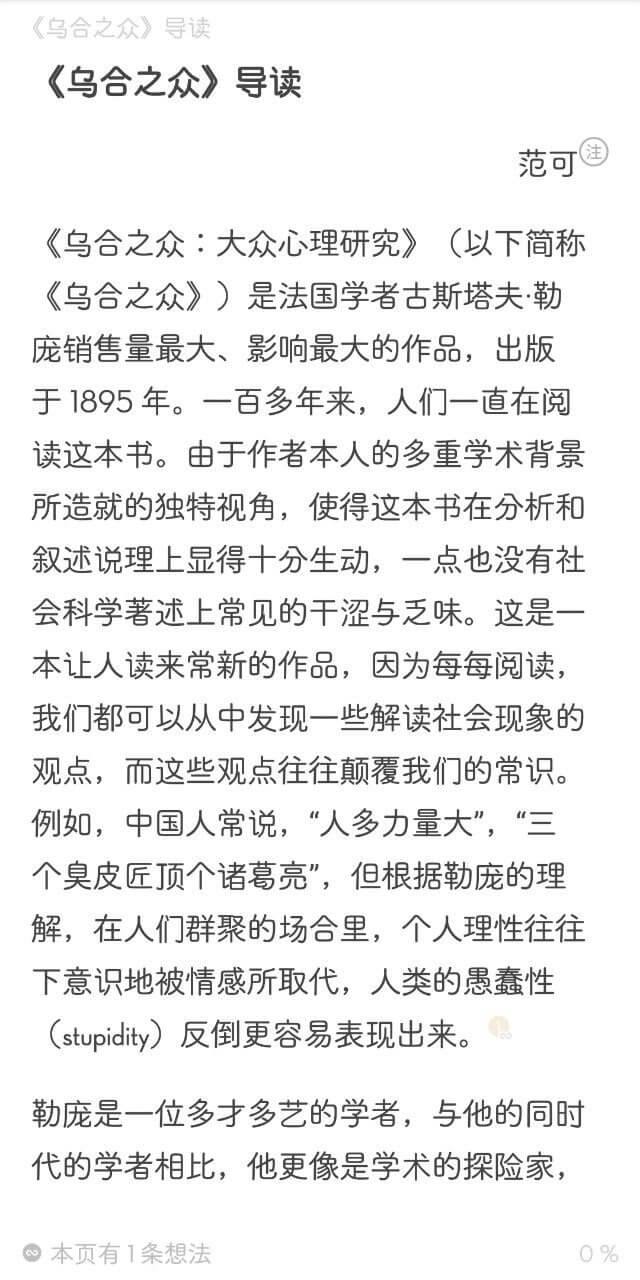 《乌合之众》导读
《乌合之众》导读
范可注
《乌合之众：大众心理研究》（以下简称
《乌合之众》）是法国学者古斯塔夫·勒
庞销售量最大、影响最大的作品，出版
于 1895 年。一百多年来，人们一直在阅
读这本书。由于作者本人的多重学术背景
所造就的独特视角，使得这本书在分析和
叙述说理上显得十分生动，一点也没有社
会科学著述上常见的干涩与乏味。这是一
本让人读来常新的作品，因为每每阅读，
我们都可以从中发现一些解读社会现象的
观点，而这些观点往往颠覆我们的常识。
例如，中国人常说，“人多力量大”，“三
个臭皮匠顶个诸葛亮”，但根据勒庞的理
解，在人们群聚的场合里，个人理性往往
下意识地被情感所取代，人类的愚蠢性
（stupidity）反倒更容易表现出来。
勒庞是一位多才多艺的学者，与他的同时
代的学者相比，他更像是学术的探险家，
本页有 1 条想法
0 %